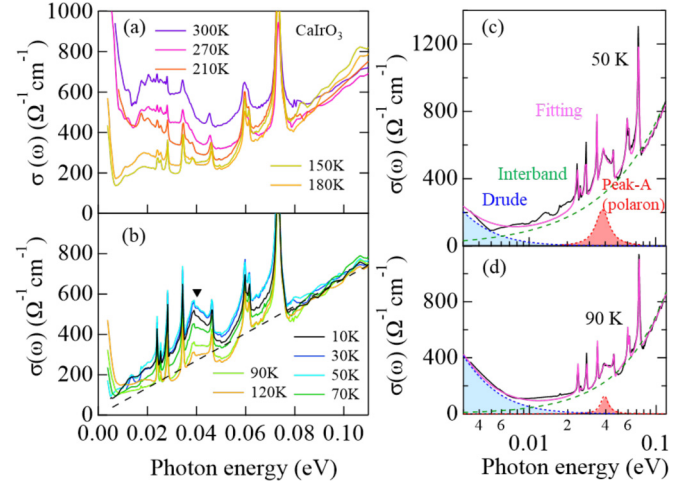 (a)
300K
270K
210K
CaIrO3
150K
180K
1000
800
600
400
200
σ (ω) (Ω⁻¹ cm⁻¹)
(b)
10K
30K
50K
70K
90K
120K
800
600
400
200
0
σ(ω) (Ω⁻¹ cm⁻¹)
0.00 0.02 0.04 0.06 0.08 0.10
Photon energy (eV)
(c)
50 K
Fitting
Interband
Drude
Peak-A
(polaron)
1200
800
400
0
σ(ω) (Ω⁻¹ cm⁻¹)
(d)
90 K
800
400
0
σ(ω) (Ω⁻¹ cm⁻¹)
4 6 0.01 2 4 6 0.1
Photon energy (eV)